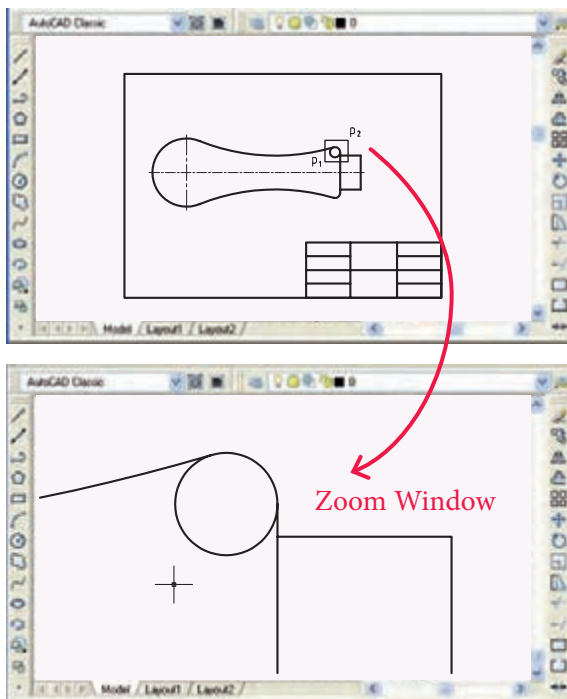 AutoCAD Classic
0
P2
P1
Model / Layout1 / Layout2 /
AutoCAD Classic
0
Zoom Window
Model / Layout1 / Layout2 /